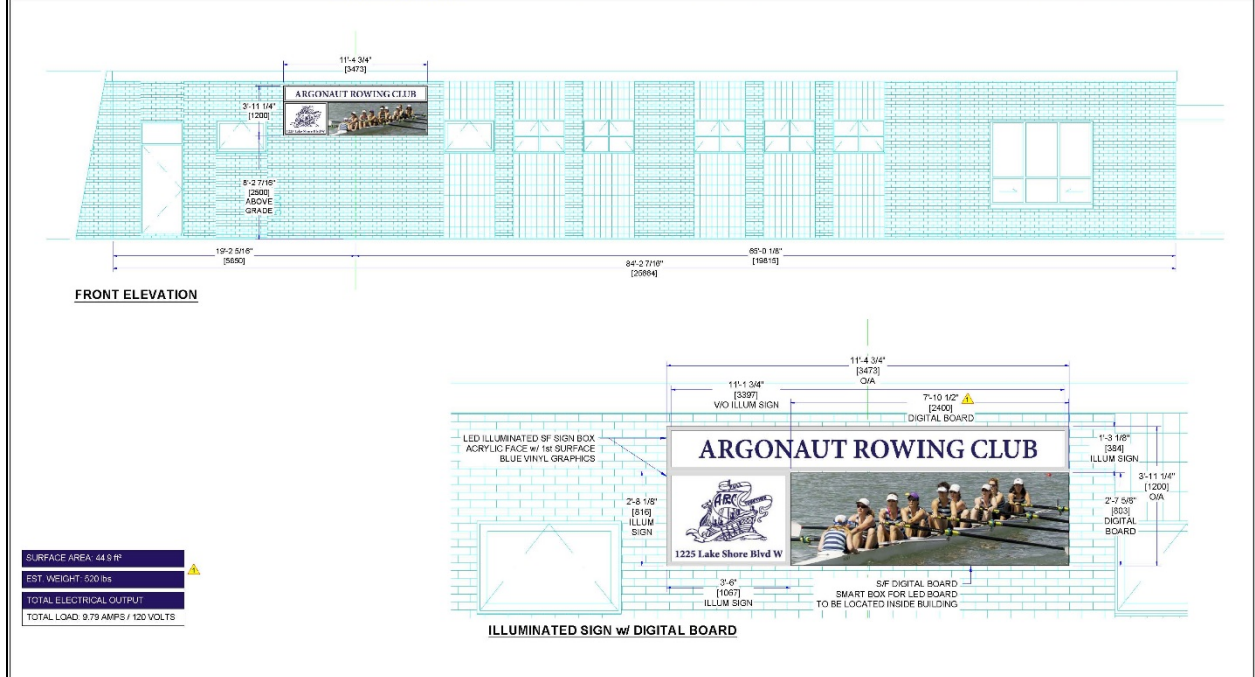 11'-4 3/4"
[3473]
ARGONAUT ROWING CLUB
3'-11 1/4"
[1200]
1225 Lake Shore Blvd W
8'-2 7/16"
[2500]
ABOVE
GRADE
19'-2 5/16"
[5850]
65'-0 1/8"
[19815]
84'-2 7/16"
[25664]
FRONT ELEVATION
11'-4 3/4"
[3473]
O/A
11'-1 3/4"
[3397]
V/O ILLUM SIGN
7'-10 1/2"
[2400]
DIGITAL BOARD
1
LED ILLUMINATED SF SIGN BOX
ACRYLIC FACE w/ 1st SURFACE
BLUE VINYL GRAPHICS
ARGONAUT ROWING CLUB
1'-3 1/8"
[384]
ILLUM SIGN
3'-11 1/4"
[1200]
O/A
2'-8 1/8"
[816]
ILLUM
SIGN
ARC
1225 Lake Shore Blvd W
2'-7 5/8"
[803]
DIGITAL
BOARD
3'-6"
[1067]
ILLUM SIGN
S/F DIGITAL BOARD
SMART BOX FOR LED BOARD
TO BE LOCATED INSIDE BUILDING
ILLUMINATED SIGN w/ DIGITAL BOARD
SURFACE AREA: 44.9 ft²
EST. WEIGHT: 520 lbs
1
TOTAL ELECTRICAL OUTPUT
TOTAL LOAD: 9.79 AMPS / 120 VOLTS